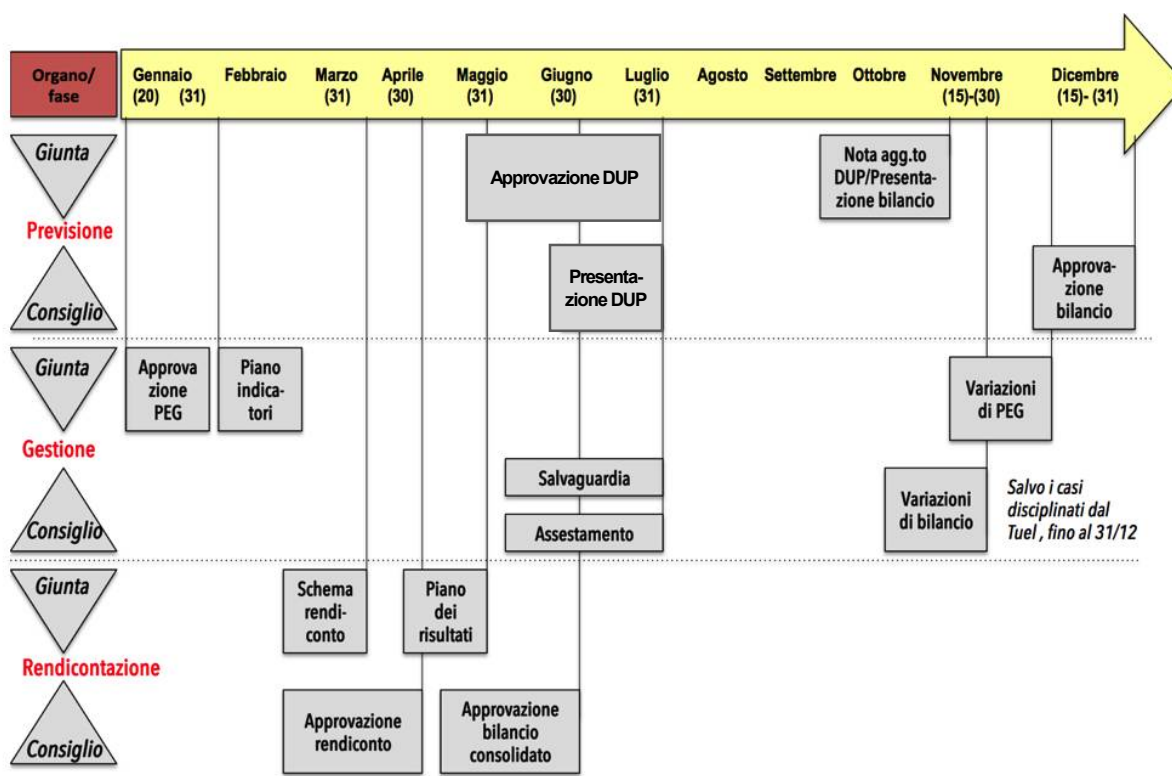 Organo/
fase
Gennaio
(20) (31)
Febbraio
Marzo
(31)
Aprile
(30)
Maggio
(31)
Giugno
(30)
Luglio
(31)
Agosto
Settembre
Ottobre
Novembre
(15)-(30)
Dicembre
(15)- (31)
Giunta
Approvazione DUP
Nota agg.to
DUP/Presenta-
zione bilancio
Previsione
Consiglio
Presenta-
zione DUP
Approva-
zione
bilancio
Giunta
Approva
zione
PEG
Piano
indica-
tori
Variazioni
di PEG
Gestione
Consiglio
Salvaguardia
Assestamento
Variazioni
di bilancio
Salvo i casi
disciplinati dal
Tuel , fino al 31/12
Giunta
Schema
rendi-
conto
Piano
dei
risultati
Rendicontazione
Consiglio
Approvazione
rendiconto
Approvazione
bilancio
consolidato